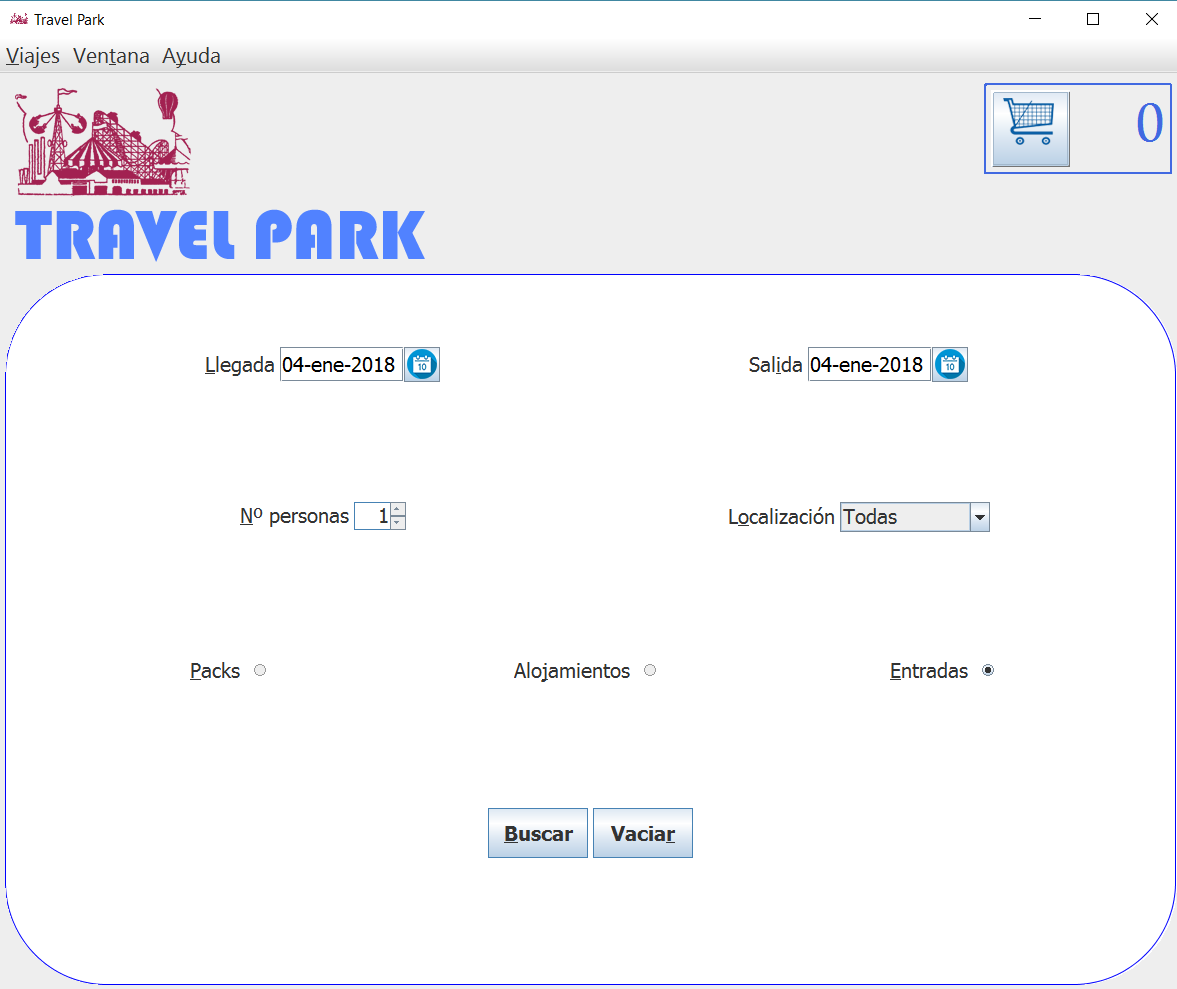 Travel Park
Viajes Ventana Ayuda
0
TRAVEL PARK
Llegada 04-ene-2018 10 Salida 04-ene-2018 10
Nº personas 1 Localización Todas
Packs Alojamientos Entradas
Buscar Vaciar